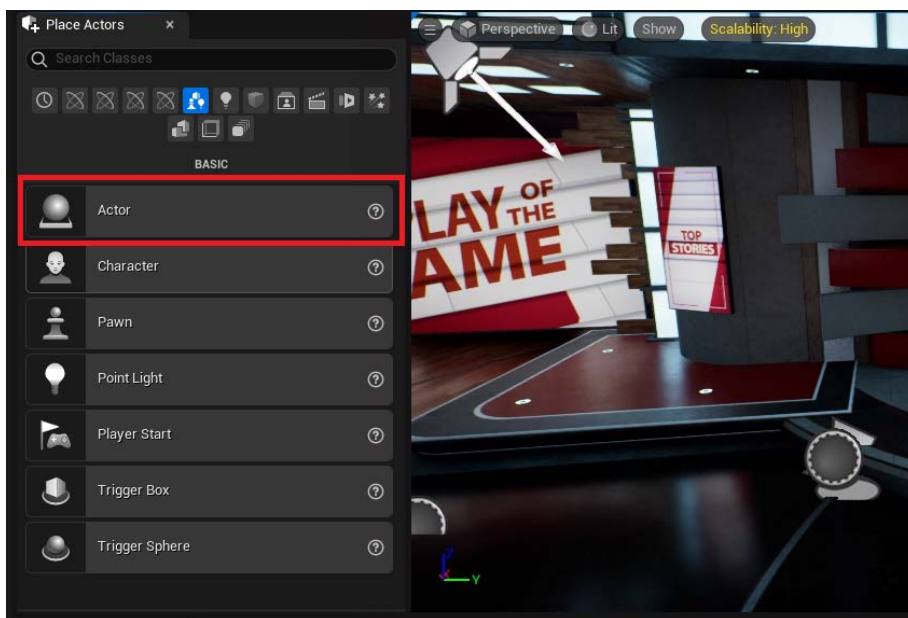 Place Actors
Search Classes
BASIC
Actor
Character
Pawn
Point Light
Player Start
Trigger Box
Trigger Sphere
Perspective
Lit
Show
Scalability: High
PLAY OF
THE
AME
TOP
STORIES
Z
Y